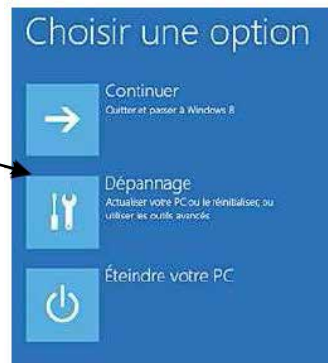 Choisir une option
Continuer
Quitter et passer à Windows 8
Dépannage
Actualiser votre PC ou le réinitialiser, ou
utiliser les outils avancés
Éteindre votre PC